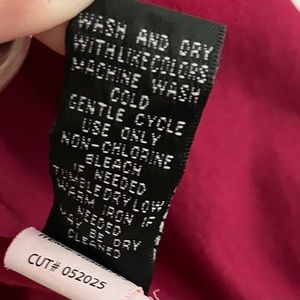 WASH AND DRY
WITH LIKE COLORS
MACHINE WASH
COLD
GENTLE CYCLE
USE ONLY
NON-CHLORINE
BLEACH
IF NEEDED
TUMBLE DRY LOW
WARM IRON IF
NEEDED
MAY BE DRY
CLEANED
CUT# 052025